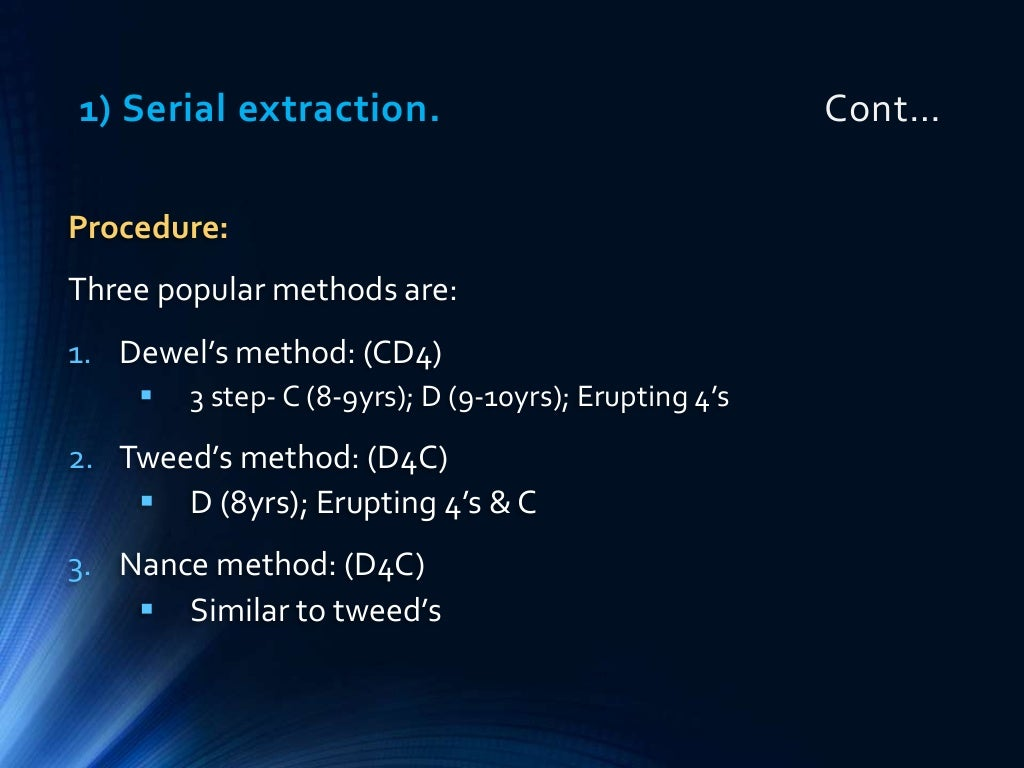 1) Serial extraction. Cont...
Procedure:
Three popular methods are:
1. Dewel’s method: (CD4)
▪ 3 step- C (8-9yrs); D (9-10yrs); Erupting 4’s
2. Tweed’s method: (D4C)
▪ D (8yrs); Erupting 4’s & C
3. Nance method: (D4C)
▪ Similar to tweed’s